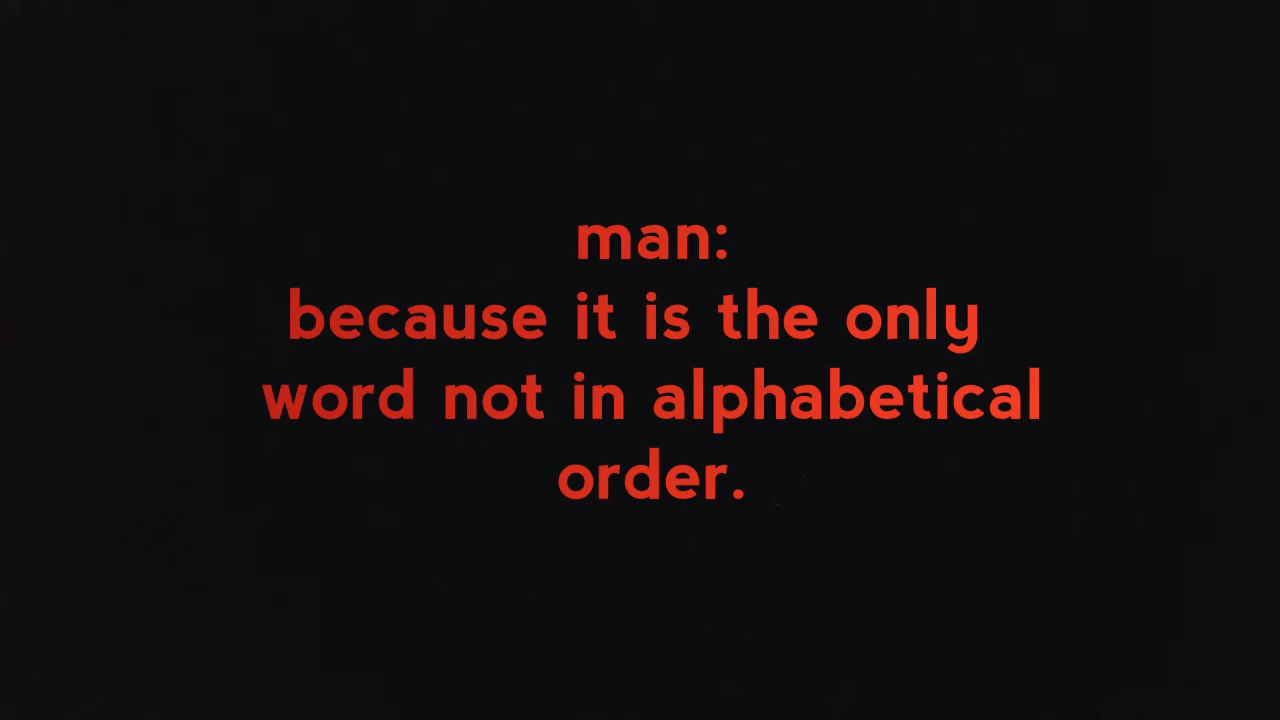 man:
because it is the only
word not in alphabetical
order.